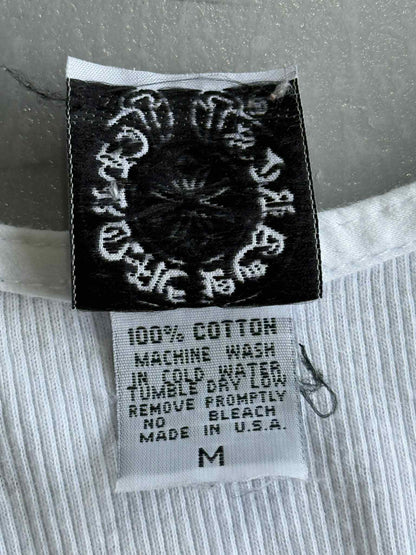 100% COTTON
MACHINE WASH
IN COLD WATER
TUMBLE DRY LOW
REMOVE PROMPTLY
NO BLEACH
MADE IN U.S.A.
M